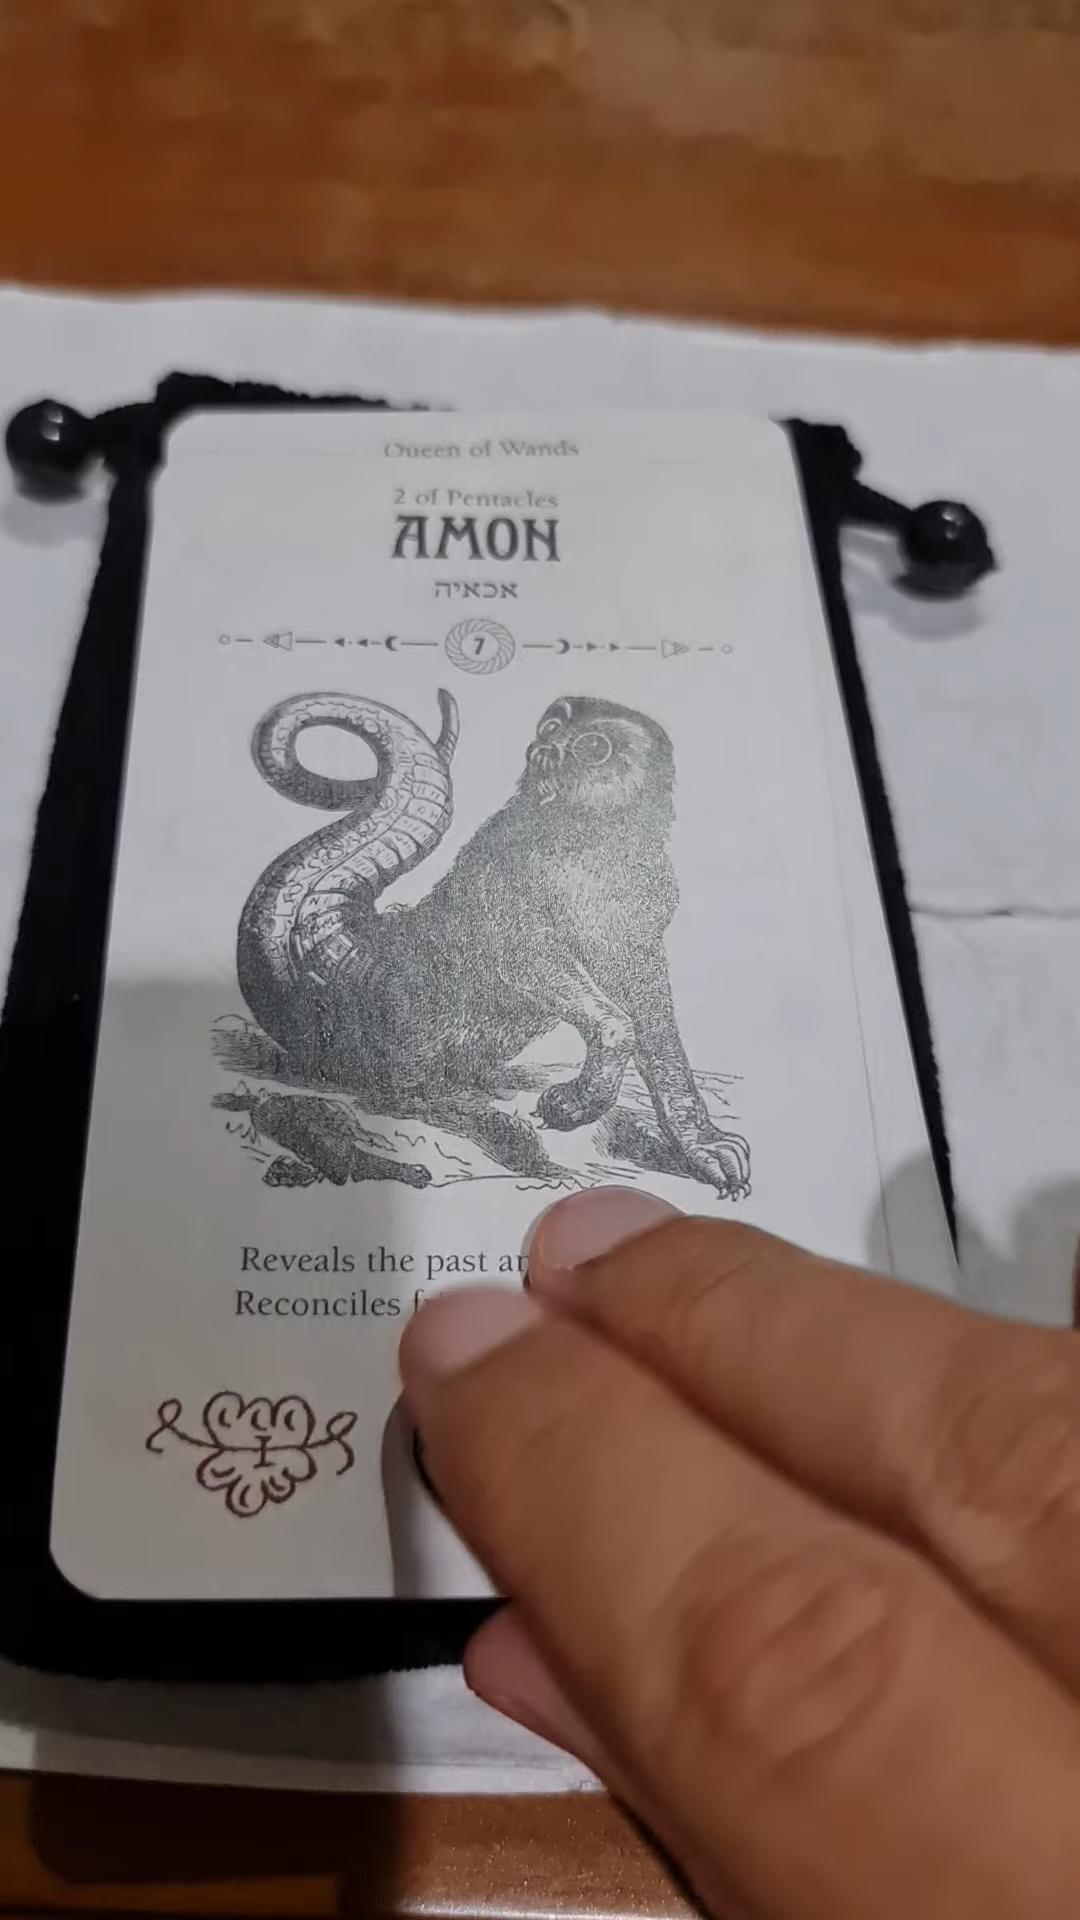 Queen of Wands
2 of Pentacles
AMON
אכאיה
7
Reveals the past
Reconciles